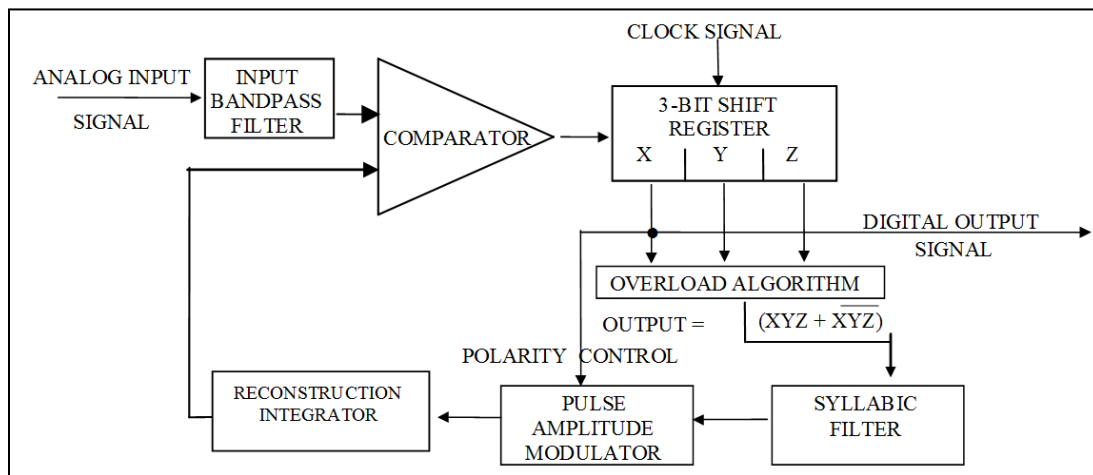 CLOCK SIGNAL
ANALOG INPUT
SIGNAL
INPUT
BANDPASS
FILTER
COMPARATOR
3-BIT SHIFT
REGISTER
X Y Z
DIGITAL OUTPUT
SIGNAL
OVERLOAD ALGORITHM
OUTPUT = (XYZ + X̅Y̅Z̅)
POLARITY CONTROL
RECONSTRUCTION
INTEGRATOR
PULSE
AMPLITUDE
MODULATOR
SYLLABIC
FILTER